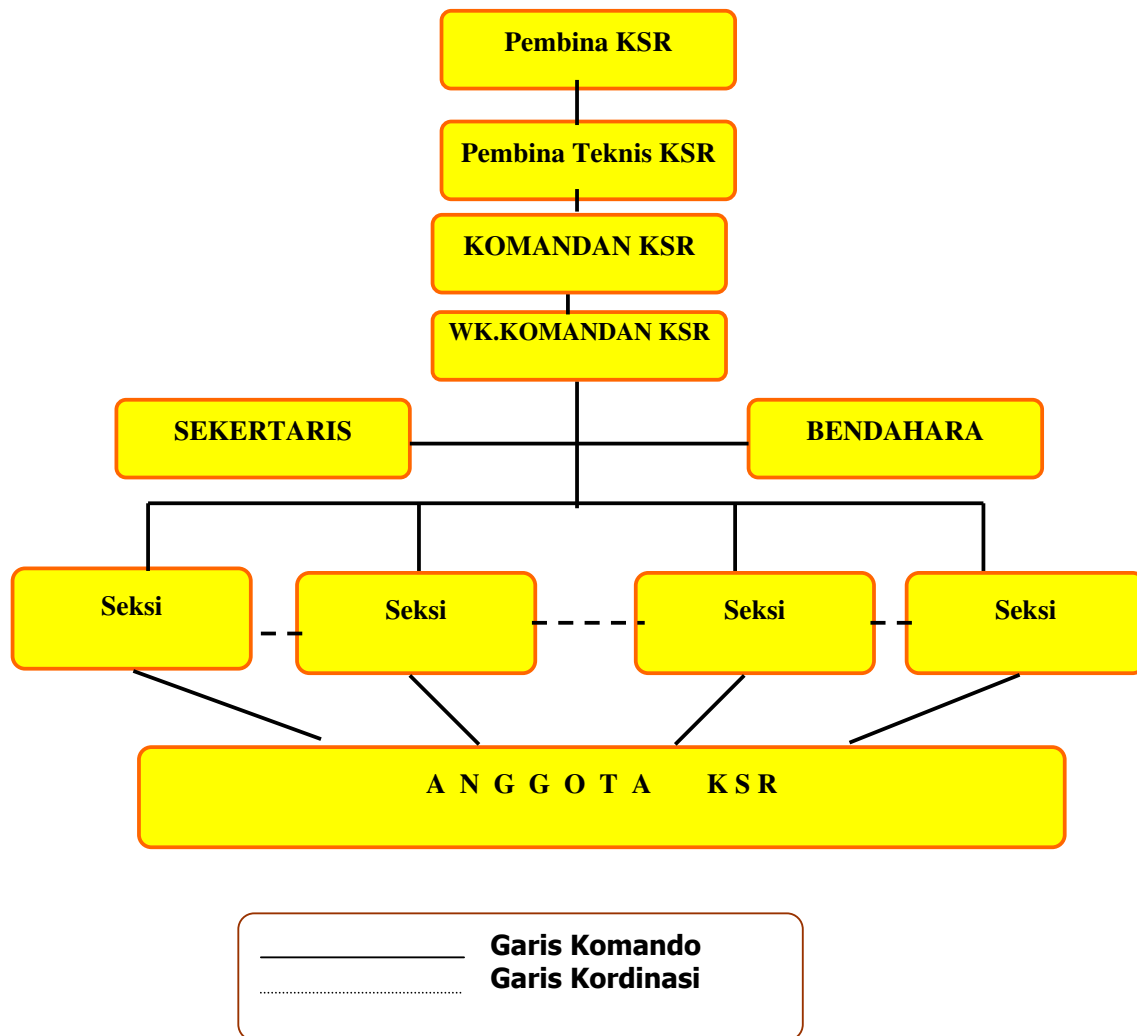 Pembina KSR
Pembina Teknis KSR
KOMANDAN KSR
WK.KOMANDAN KSR
SEKERTARIS
BENDAHARA
Seksi
Seksi
Seksi
Seksi
A N G G O T A K S R
Garis Komando
Garis Kordinasi